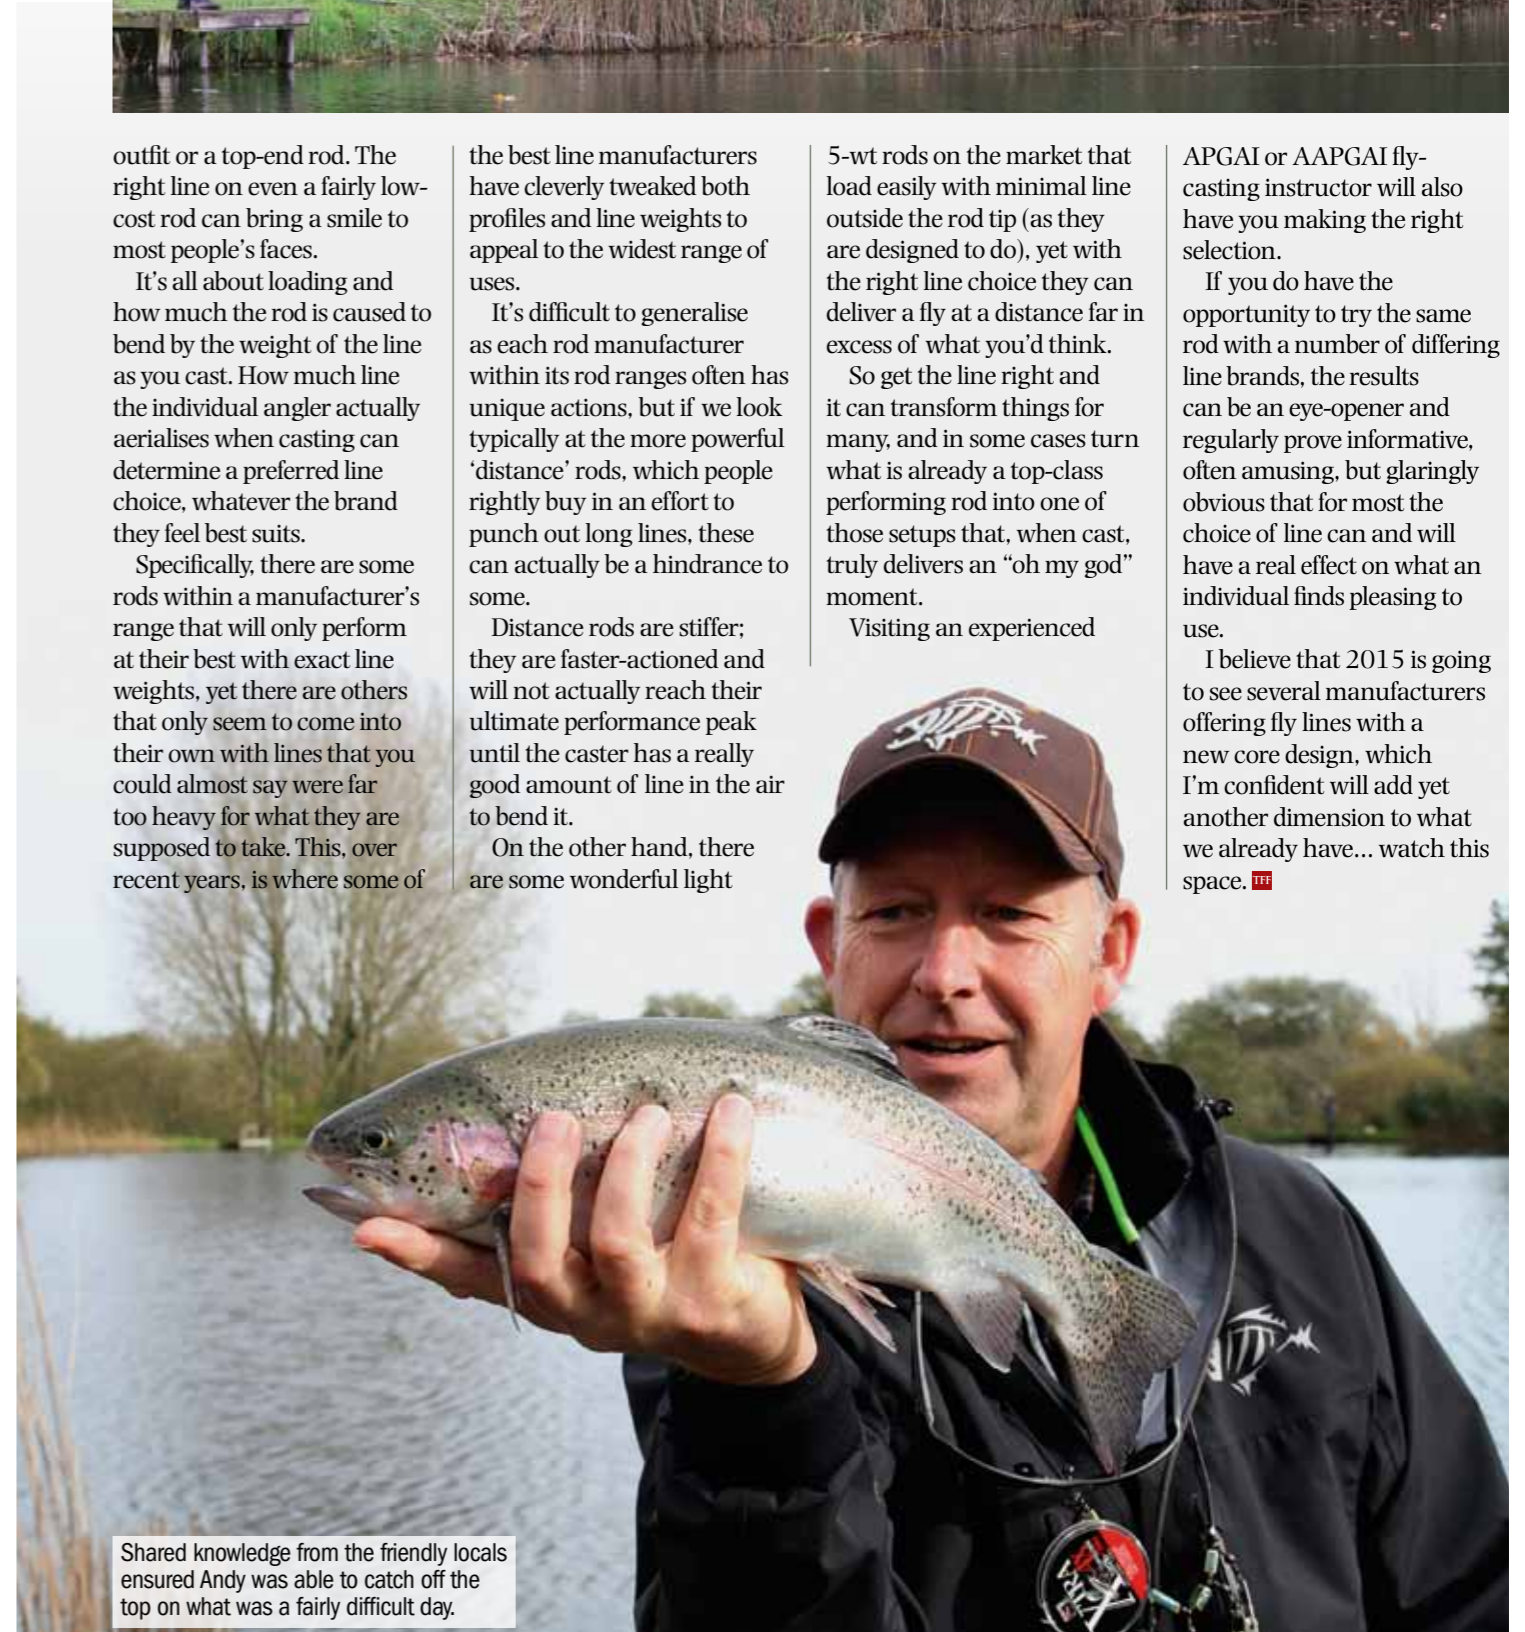 outfit or a top-end rod. The
right line on even a fairly low-
cost rod can bring a smile to
most people's faces.
It's all about loading and
how much the rod is caused to
bend by the weight of the line
as you cast. How much line
the individual angler actually
aerialises when casting can
determine a preferred line
choice, whatever the brand
they feel best suits.
Specifically, there are some
rods within a manufacturer's
range that will only perform
at their best with exact line
weights, yet there are others
that only seem to come into
their own with lines that you
could almost say were far
too heavy for what they are
supposed to take. This, over
recent years, is where some of
the best line manufacturers
have cleverly tweaked both
profiles and line weights to
appeal to the widest range of
uses.
It's difficult to generalise
as each rod manufacturer
within its rod ranges often has
unique actions, but if we look
typically at the more powerful
‘distance’ rods, which people
rightly buy in an effort to
punch out long lines, these
can actually be a hindrance to
some.
Distance rods are stiffer;
they are faster-actioned and
will not actually reach their
ultimate performance peak
until the caster has a really
good amount of line in the air
to bend it.
On the other hand, there
are some wonderful light
5-wt rods on the market that
load easily with minimal line
outside the rod tip (as they
are designed to do), yet with
the right line choice they can
deliver a fly at a distance far in
excess of what you'd think.
So get the line right and
it can transform things for
many, and in some cases turn
what is already a top-class
performing rod into one of
those setups that, when cast,
truly delivers an “oh my god”
moment.
Visiting an experienced
APGAI or AAPGAI fly-
casting instructor will also
have you making the right
selection.
If you do have the
opportunity to try the same
rod with a number of differing
line brands, the results
can be an eye-opener and
regularly prove informative,
often amusing, but glaringly
obvious that for most the
choice of line can and will
have a real effect on what an
individual finds pleasing to
use.
I believe that 2015 is going
to see several manufacturers
offering fly lines with a
new core design, which
I'm confident will add yet
another dimension to what
we already have... watch this
space. TFF
Shared knowledge from the friendly locals
ensured Andy was able to catch off the
top on what was a fairly difficult day.